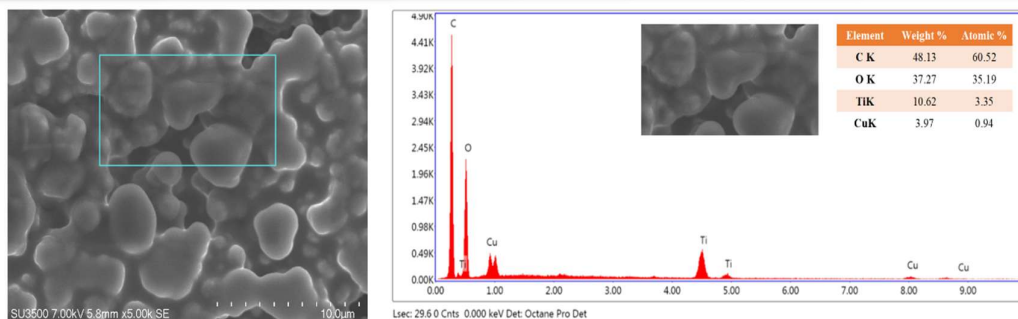 SU3500 7.00kV 5.8mm x5.00k SE 10.0µm
4.90K
4.41K
3.92K
3.43K
2.94K
2.45K
1.96K
1.47K
0.98K
0.49K
0.00K
C
O
Ti
Cu
Ti
Ti
Cu
Cu
0.00 1.00 2.00 3.00 4.00 5.00 6.00 7.00 8.00 9.00
Lsec: 29.6 0 Cnts 0.000 keV Det: Octane Pro Det
Element Weight % Atomic %
C K 48.13 60.52
O K 37.27 35.19
TiK 10.62 3.35
CuK 3.97 0.94